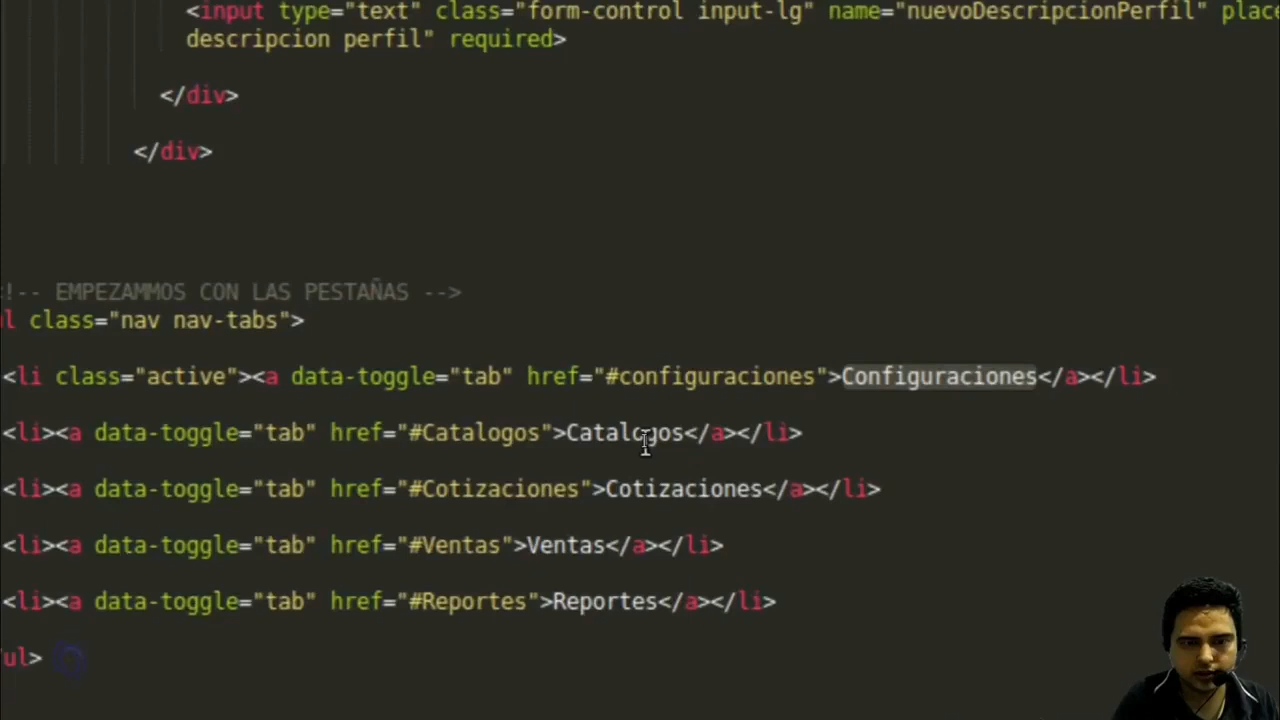 <input type="text" class="form-control input-lg" name="nuevoDescripcionPerfil" place
descripcion perfil" required>
</div>
</div>
!-- EMPEZAMMOS CON LAS PESTAÑAS -->
l class="nav nav-tabs">
<li class="active"><a data-toggle="tab" href="#configuraciones">Configuraciones</a></li>
<li><a data-toggle="tab" href="#Catalogos">Catalogos</a></li>
<li><a data-toggle="tab" href="#Cotizaciones">Cotizaciones</a></li>
<li><a data-toggle="tab" href="#Ventas">Ventas</a></li>
<li><a data-toggle="tab" href="#Reportes">Reportes</a></li>
/ul>